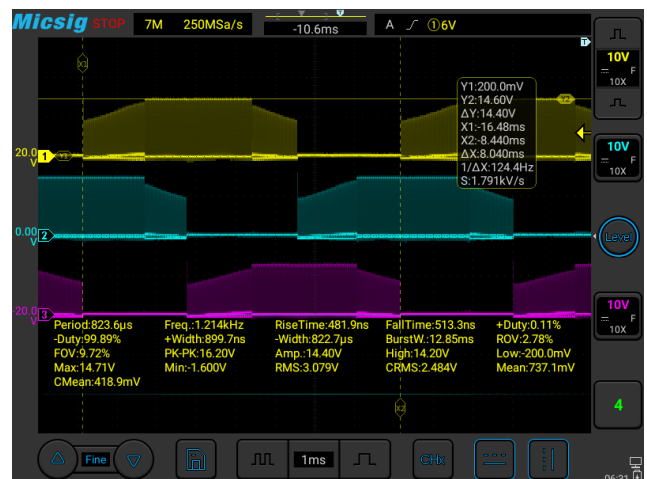 Micsig STOP 7M 250MSa/s -10.6ms A ①6V
T
T
X1
10V
F
10X
Y1:200.0mV
Y2:14.60V
ΔY:14.40V
X1:-16.48ms
X2:-8.440ms
ΔX:8.040ms
1/ΔX:124.4Hz
S:1.791kV/s
Y2
20.0 V
1 Y1
10V
F
10X
0.00 V
2
Level
-20.0 V
3
10V
F
10X
Period:823.6μs Freq.:1.214kHz RiseTime:481.9ns FallTime:513.3ns +Duty:0.11%
-Duty:99.89% +Width:899.7ns -Width:822.7μs BurstW.:12.85ms ROV:2.78%
FOV:9.72% PK-PK:16.20V Amp.:14.40V High:14.20V Low:-200.0mV
Max:14.71V Min:-1.600V RMS:3.079V CRMS:2.484V Mean:737.1mV
CMean:418.9mV
X2
4
Fine 1ms CHx
06:31